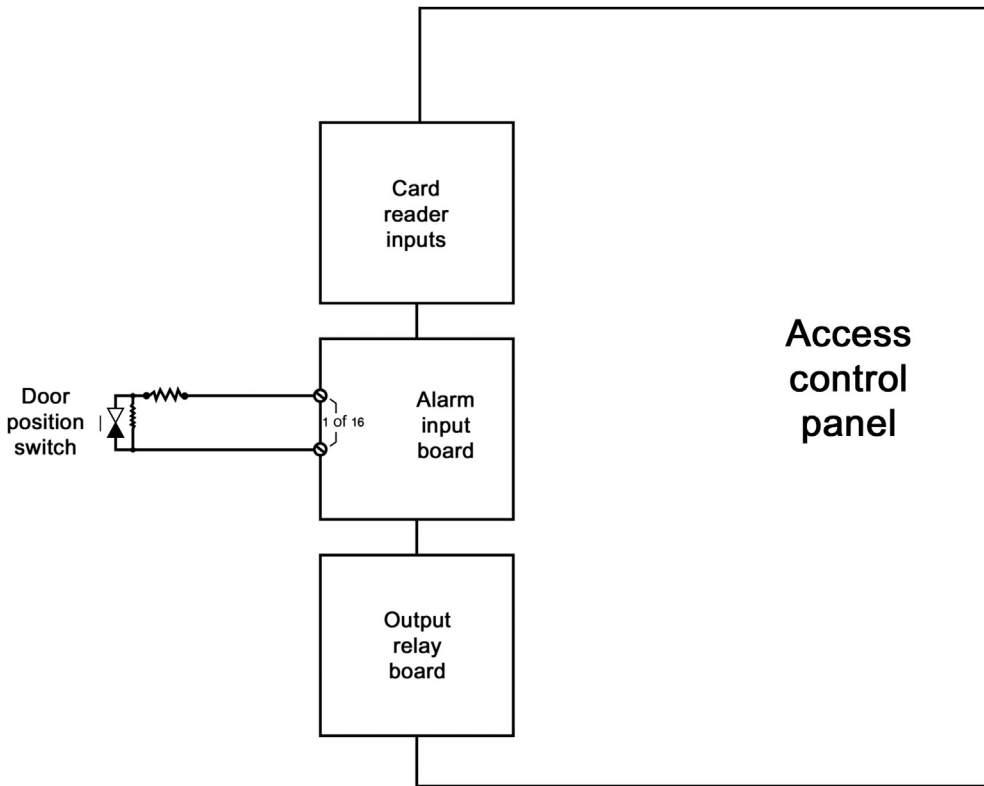 Card
reader
inputs
Access
control
panel
Door
position
switch
1 of 16
Alarm
input
board
Output
relay
board